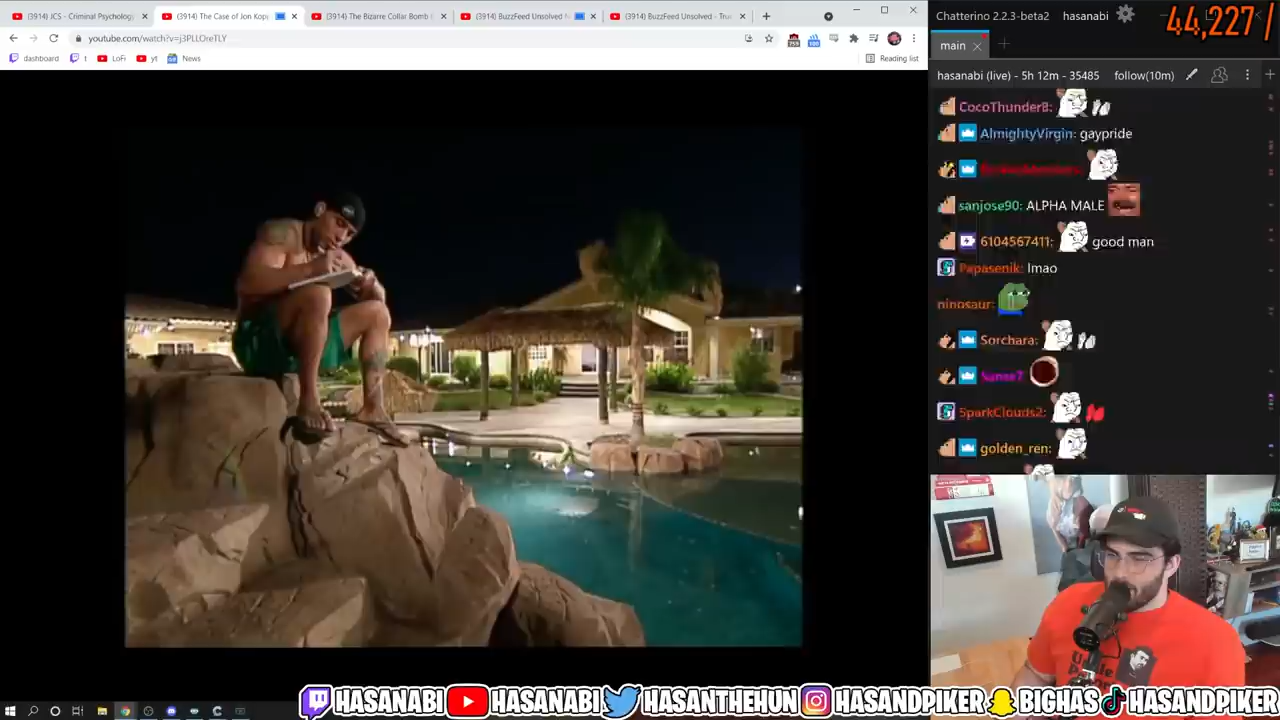 (3914) JCS - Criminal Psychology
(3914) The Case of Jon Kop
(3914) The Bizarre Collar Bomb
(3914) BuzzFeed Unsolved
(3914) BuzzFeed Unsolved - Tru
youtube.com/watch?v=j3PLLOreTLY
dashboard
t
LoFi
yt
News
Reading list
Chatterino 2.2.3-beta2
hasanabi
44,227 /
main
hasanabi (live) - 5h 12m - 35485
follow(10m)
CocoThunder8:
AlmightyVirgin: gaypride
sanjose90: ALPHA MALE
6104567411: good man
Papasenik: lmao
ninosaur:
Sorchara:
SparkClouds2:
golden_ren:
HASANABI HASANABI HASANTHEHUN HASANDPIKER BIGHAS HASANDPIKER